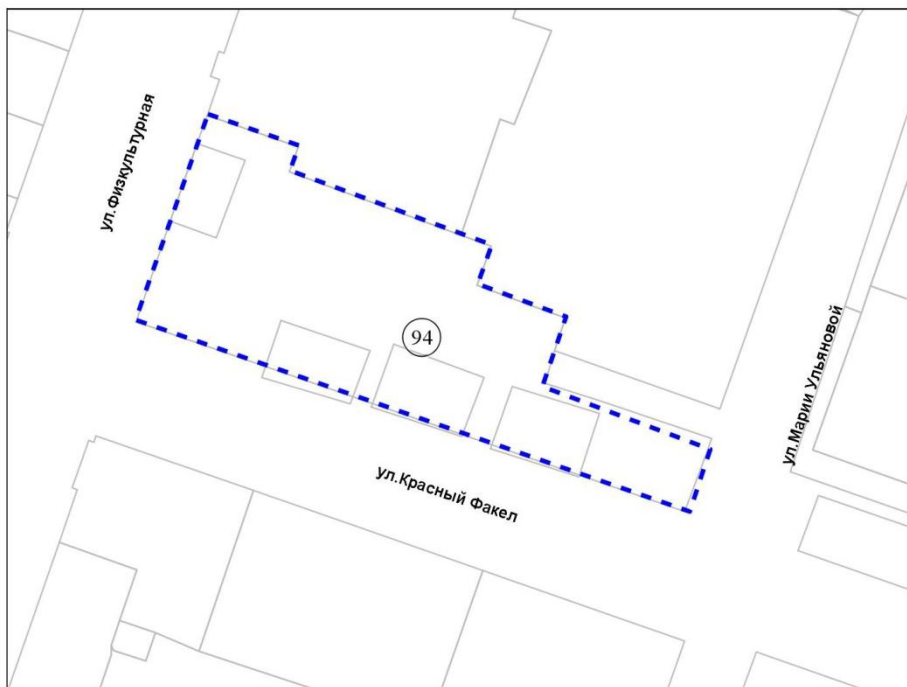 ул.Физкультурная
94
ул.Марии Ульяновой
ул.Красный Факел